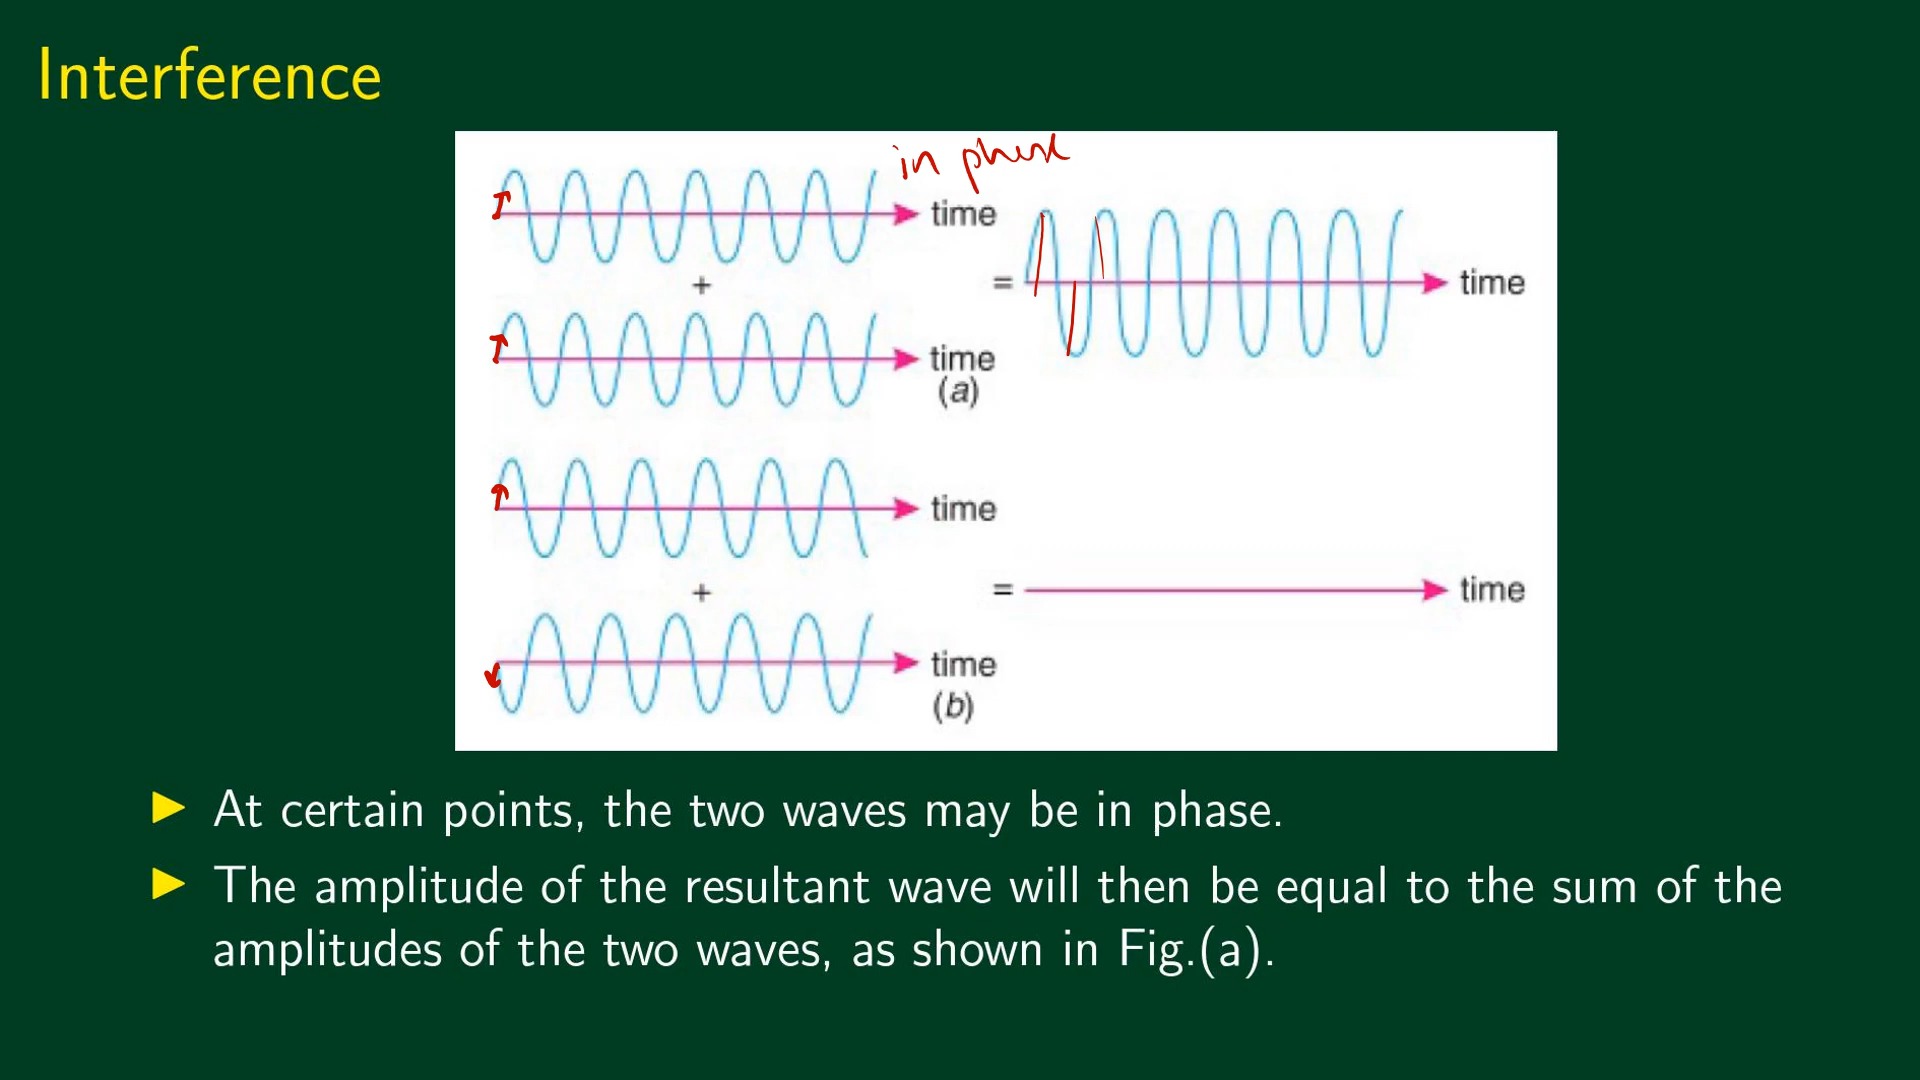 Interference
in phase
time
+
= time
time
(a)
time
+
= time
time
(b)
At certain points, the two waves may be in phase.
The amplitude of the resultant wave will then be equal to the sum of the
amplitudes of the two waves, as shown in Fig.(a).